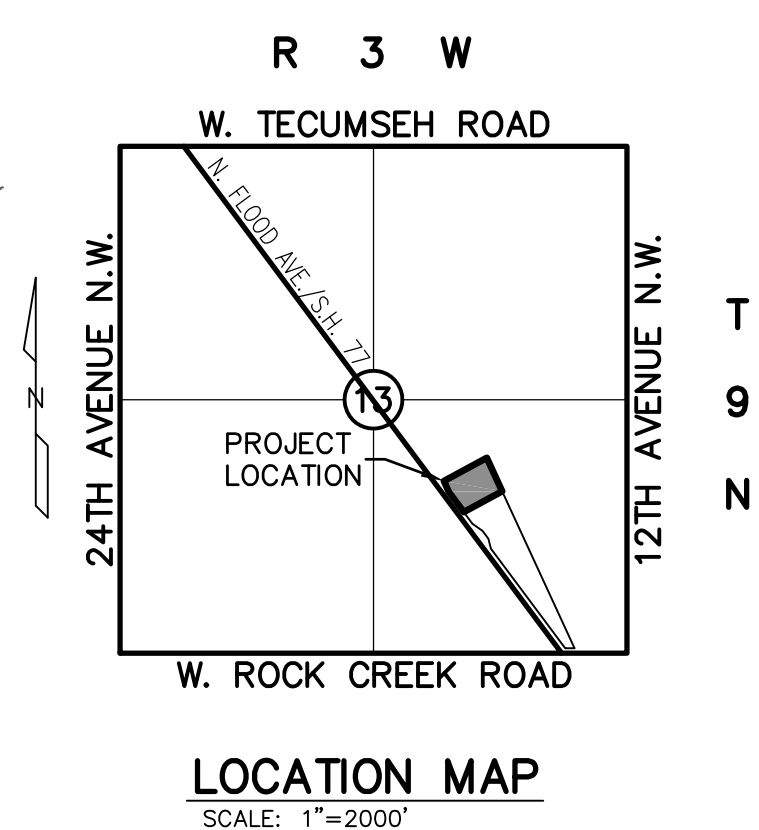 R 3 W
W. TECUMSEH ROAD
N. FLOOD AVE./S.H. 77
24TH AVENUE N.W.
12TH AVENUE N.W.
T
9
N
N
13
PROJECT
LOCATION
W. ROCK CREEK ROAD
LOCATION MAP
SCALE: 1"=2000'